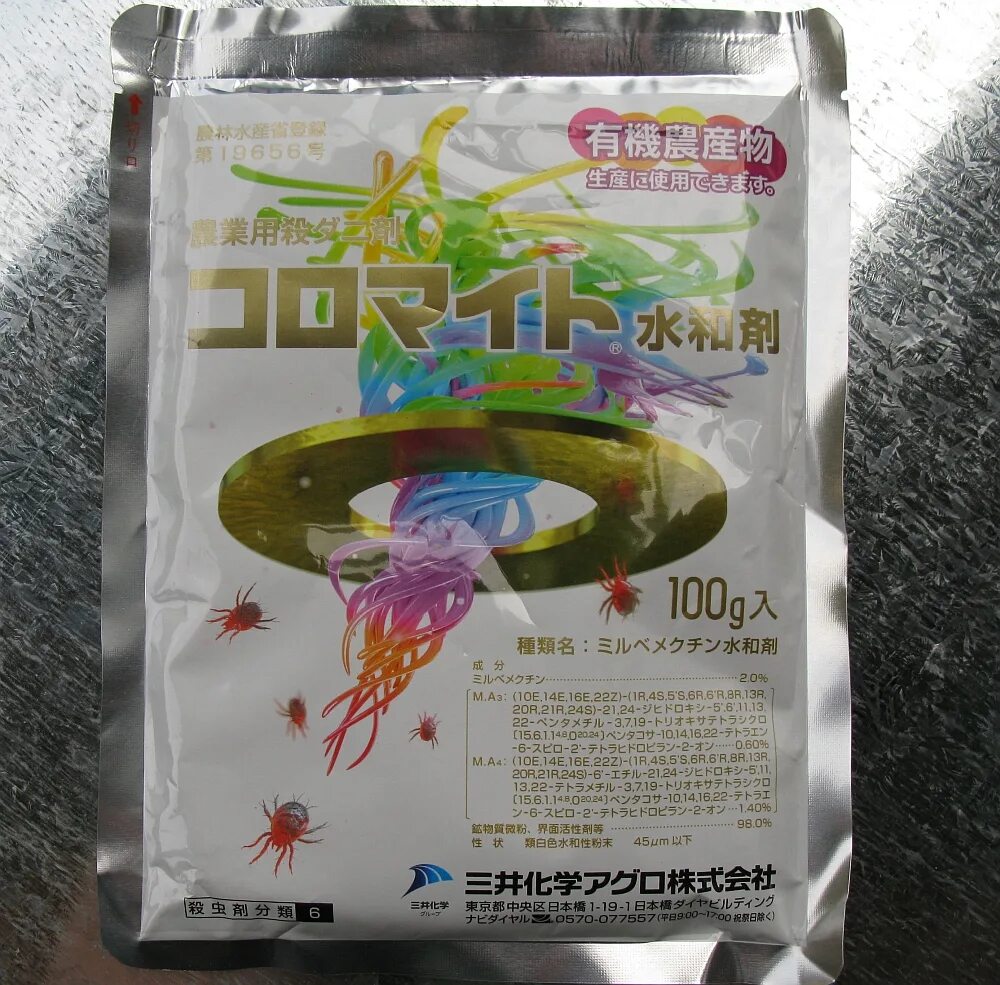 切り口
農林水産省登録
第19656号
有機農産物
生産に使用できます。
農業用殺ダニ剤
コロマイト® 水和剤
100g入
種類名：ミルベメクチン水和剤
成 分
ミルベメクチン……………………………2.0%
M.A₃：(10E,14E,16E,22Z)-(1R,4S,5'S,6R,6'R,8R,13R,
20R,21R,24S)-21,24-ジヒドロキシ-5',6',11,13,
22-ペンタメチル-3,7,19-トリオキサテトラシクロ
〔15.6.1.1⁴·⁸.0²⁰·²⁴〕ペンタコサ-10,14,16,22-テトラエン
-6-スピロ-2'-テトラヒドロピラン-2-オン……0.60%
M.A₄：(10E,14E,16E,22Z)-(1R,4S,5'S,6R,6'R,8R,13R,
20R,21R,24S)-6'-エチル-21,24-ジヒドロキシ-5',11,
13,22-テトラメチル-3,7,19-トリオキサテトラシクロ
〔15.6.1.1⁴·⁸.0²⁰·²⁴〕ペンタコサ-10,14,16,22-テトラエ
ン-6-スピロ-2'-テトラヒドロピラン-2-オン…1.40%
鉱物質微粉、界面活性剤等……………………98.0%
性 状 類白色水和性粉末 45μm以下
三井化学
グループ
三井化学アグロ株式会社
東京都中央区日本橋1-19-1日本橋ダイヤビルディング
ナビダイヤル 0570-077557(平日9:00~17:00 祝祭日除く)
殺虫剤分類 6